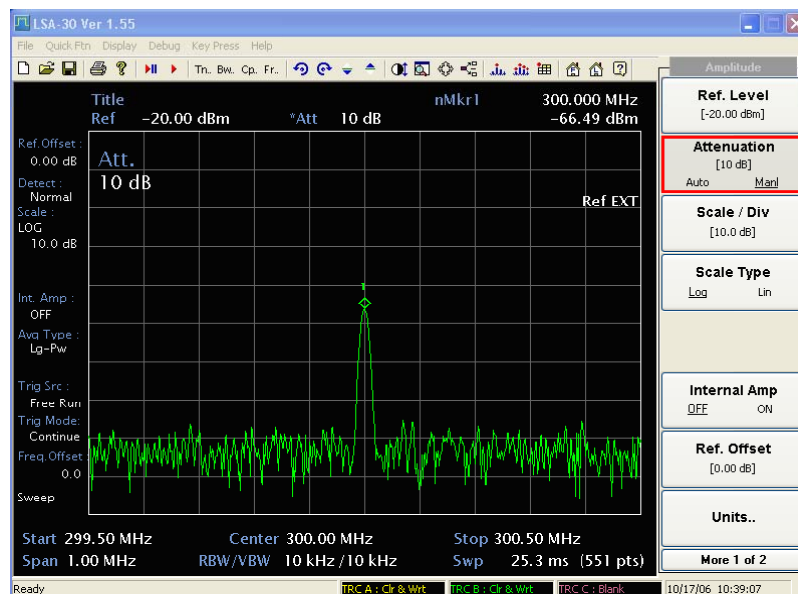 LSA-30 Ver 1.55
File Quick Ftn Display Debug Key Press Help
Tn.. Bw.. Cp.. Fr..
Amplitude
Title nMkr1 300.000 MHz
Ref -20.00 dBm *Att 10 dB -66.49 dBm
Ref.Offset :
0.00 dB
Detect :
Normal
Scale :
LOG
10.0 dB
Int. Amp :
OFF
Avg Type :
Lg-Pw
Trig Src :
Free Run
Trig Mode:
Continue
Freq.Offset
0.0
Sweep
Att.
10 dB
Ref EXT
1
Start 299.50 MHz Center 300.00 MHz Stop 300.50 MHz
Span 1.00 MHz RBW/VBW 10 kHz /10 kHz Swp 25.3 ms (551 pts)
Ref. Level
[-20.00 dBm]
Attenuation
[10 dB]
Auto Manl
Scale / Div
[10.0 dB]
Scale Type
Log Lin
Internal Amp
OFF ON
Ref. Offset
[0.00 dB]
Units..
More 1 of 2
Ready TRC A : Clr & Wrt TRC B : Clr & Wrt TRC C : Blank 10/17/06 10:39:07